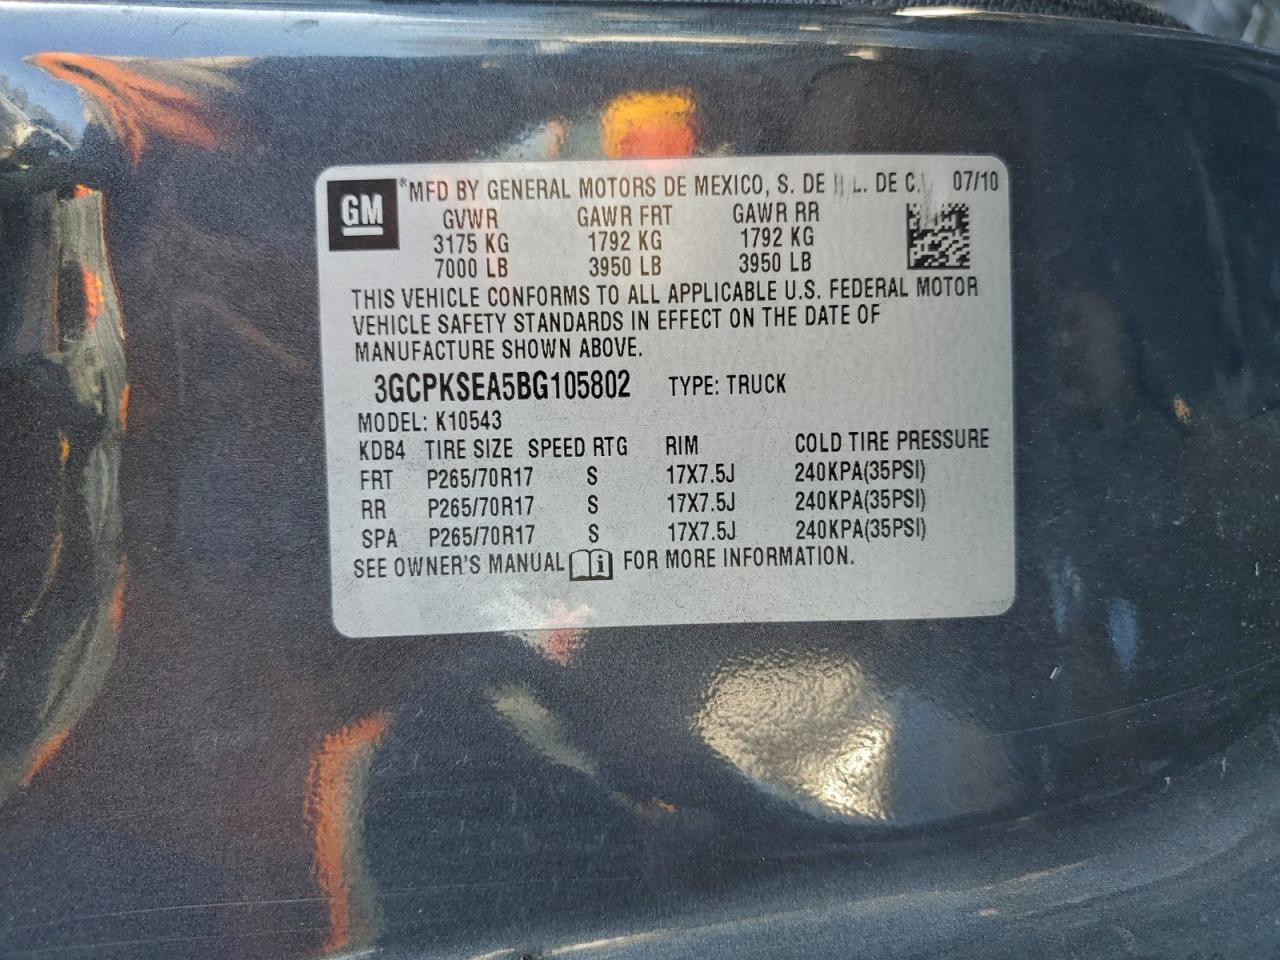 GM ® MFD BY GENERAL MOTORS DE MEXICO, S. DE L. DE C. 07/10
GVWR GAWR FRT GAWR RR
3175 KG 1792 KG 1792 KG
7000 LB 3950 LB 3950 LB
THIS VEHICLE CONFORMS TO ALL APPLICABLE U.S. FEDERAL MOTOR
VEHICLE SAFETY STANDARDS IN EFFECT ON THE DATE OF
MANUFACTURE SHOWN ABOVE.
3GCPKSEA5BG105802 TYPE: TRUCK
MODEL: K10543
KDB4 TIRE SIZE SPEED RTG RIM COLD TIRE PRESSURE
FRT P265/70R17 S 17X7.5J 240KPA(35PSI)
RR P265/70R17 S 17X7.5J 240KPA(35PSI)
SPA P265/70R17 S 17X7.5J 240KPA(35PSI)
SEE OWNER'S MANUAL i FOR MORE INFORMATION.